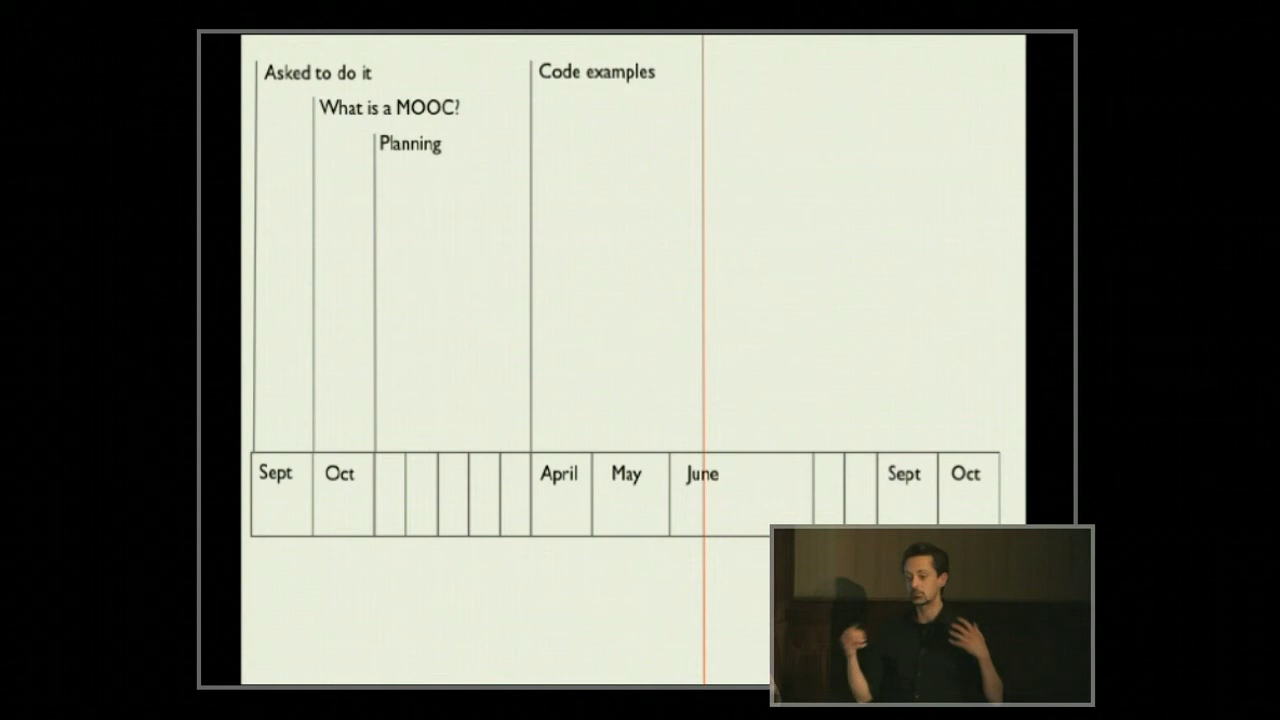 Asked to do it
Code examples
What is a MOOC?
Planning
Sept Oct April May June Sept Oct